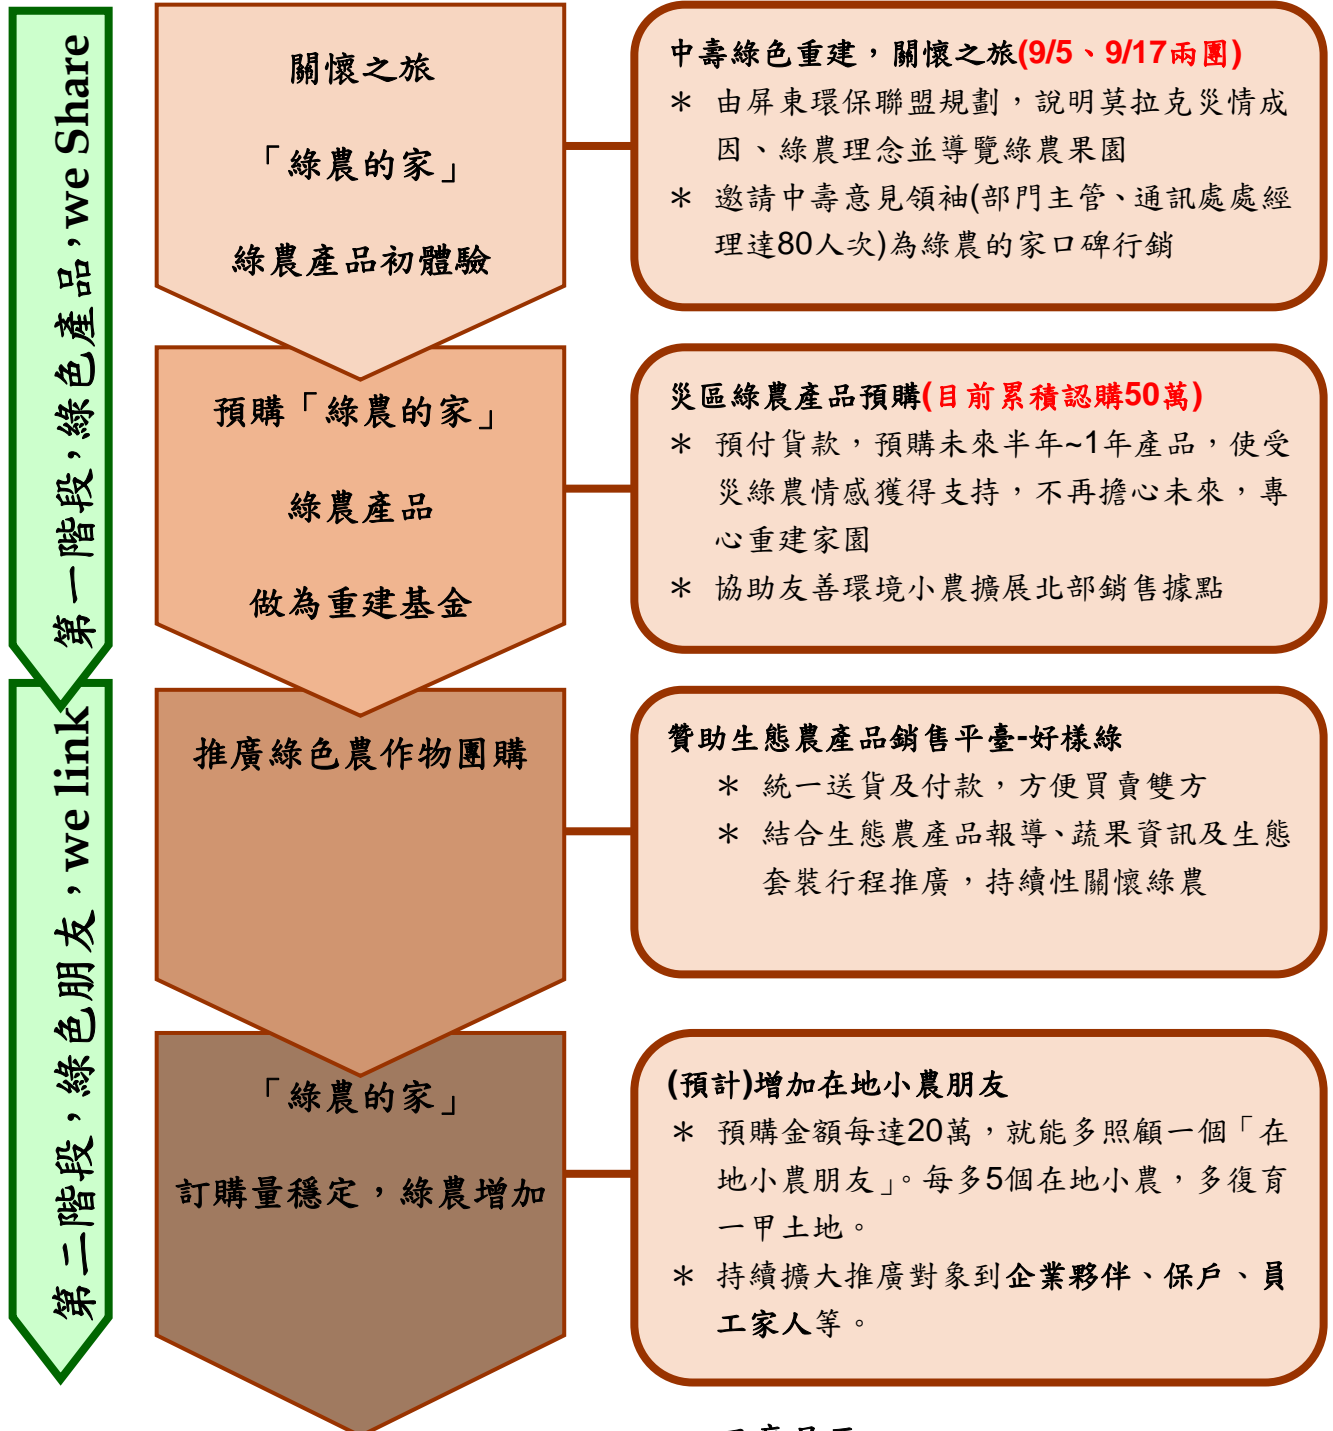 第一階段，綠色產品，we Share
關懷之旅
「綠農的家」
綠農產品初體驗
中壽綠色重建，關懷之旅(9/5、9/17兩團)
＊ 由屏東環保聯盟規劃，說明莫拉克災情成
因、綠農理念並導覽綠農果園
＊ 邀請中壽意見領袖(部門主管、通訊處處經
理達80人次)為綠農的家口碑行銷
預購「綠農的家」
綠農產品
做為重建基金
災區綠農產品預購(目前累積認購50萬)
＊ 預付貨款，預購未來半年~1年產品，使受
災綠農情感獲得支持，不再擔心未來，專
心重建家園
＊ 協助友善環境小農擴展北部銷售據點
第二階段，綠色朋友，we link
推廣綠色農作物團購
贊助生態農產品銷售平臺-好樣綠
＊ 統一送貨及付款，方便買賣雙方
＊ 結合生態農產品報導、蔬果資訊及生態
套裝行程推廣，持續性關懷綠農
「綠農的家」
訂購量穩定，綠農增加
(預計)增加在地小農朋友
＊ 預購金額每達20萬，就能多照顧一個「在
地小農朋友」。每多5個在地小農，多復育
一甲土地。
＊ 持續擴大推廣對象到企業夥伴、保戶、員
工家人等。